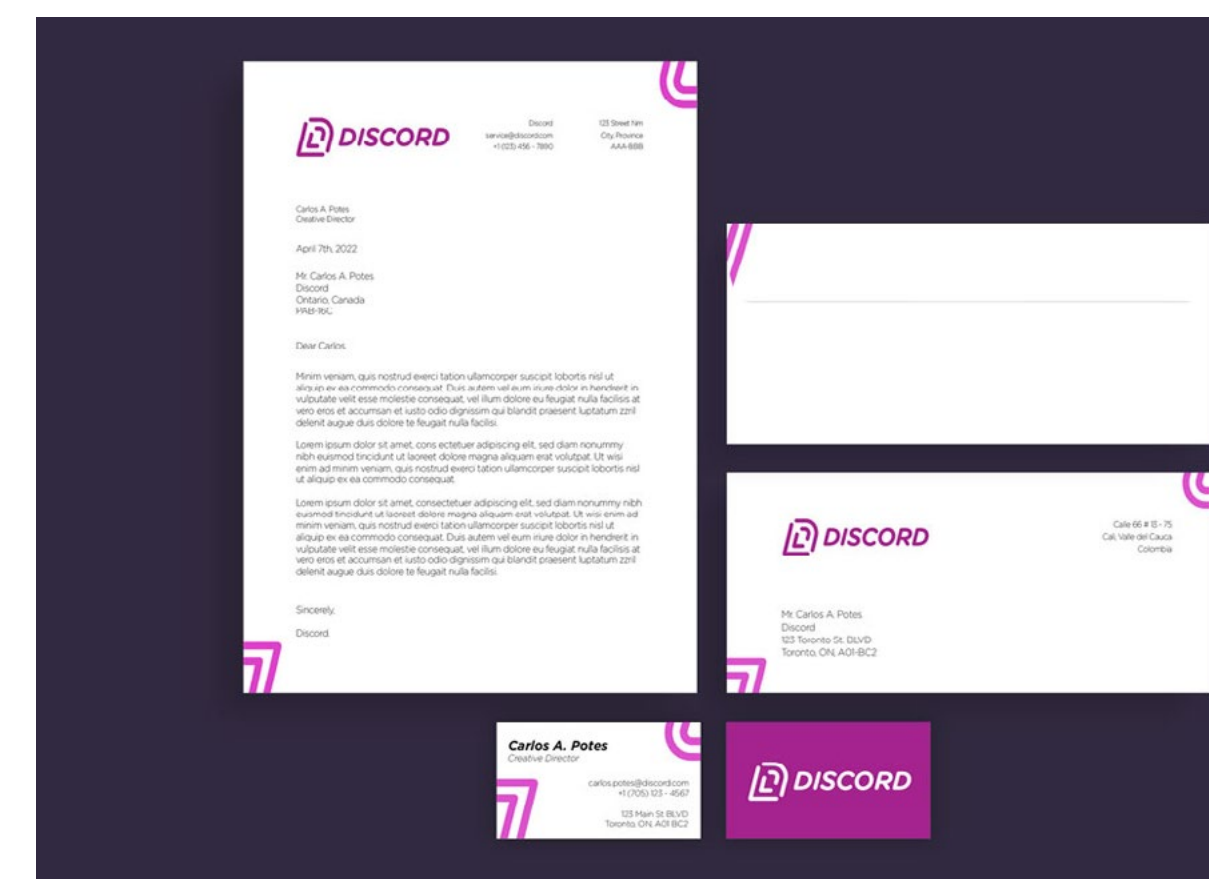 DISCORD
Discord
service@discord.com
+1 (023) 456 - 7890
123 Street Nm
City, Province
AAA-BBB
Carlos A. Potes
Creative Director
April 7th, 2022
Mr. Carlos A. Potes
Discord
Ontario, Canada
Dear Carlos,
Minim veniam, quis nostrud exerci tation ullamcorper suscipit lobortis nisl ut
aliquip ex ea commodo consequat. Duis autem vel eum iriure dolor in hendrerit in
vulputate velit esse molestie consequat, vel illum dolore eu feugiat nulla facilisis at
vero eros et accumsan et iusto odio dignissim qui blandit praesent luptatum zzril
delenit augue duis dolore te feugait nulla facilisi.
Lorem ipsum dolor sit amet, cons ectetuer adipiscing elit, sed diam nonummy
nibh euismod tincidunt ut laoreet dolore magna aliquam erat volutpat. Ut wisi
enim ad minim veniam, quis nostrud exerci tation ullamcorper suscipit lobortis nisl
ut aliquip ex ea commodo consequat.
Lorem ipsum dolor sit amet, consectetuer adipiscing elit, sed diam nonummy nibh
euismod tincidunt ut laoreet dolore magna aliquam erat volutpat. Ut wisi enim ad
minim veniam, quis nostrud exerci tation ullamcorper suscipit lobortis nisl ut
aliquip ex ea commodo consequat. Duis autem vel eum iriure dolor in hendrerit in
vulputate velit esse molestie consequat, vel illum dolore eu feugiat nulla facilisis at
vero eros et accumsan et iusto odio dignissim qui blandit praesent luptatum zzril
delenit augue duis dolore te feugait nulla facilisi.
Sincerely,
Discord.
DISCORD
Calle 66 # 13 - 75
Cali, Valle del Cauca
Colombia
Mr. Carlos A. Potes
Discord
123 Toronto St. BLVD
Toronto, ON, A01-BC2
Carlos A. Potes
Creative Director
carlos.potes@discord.com
+1 (705) 123 - 4567
123 Main St BLVD
Toronto, ON, A01 BC2
DISCORD